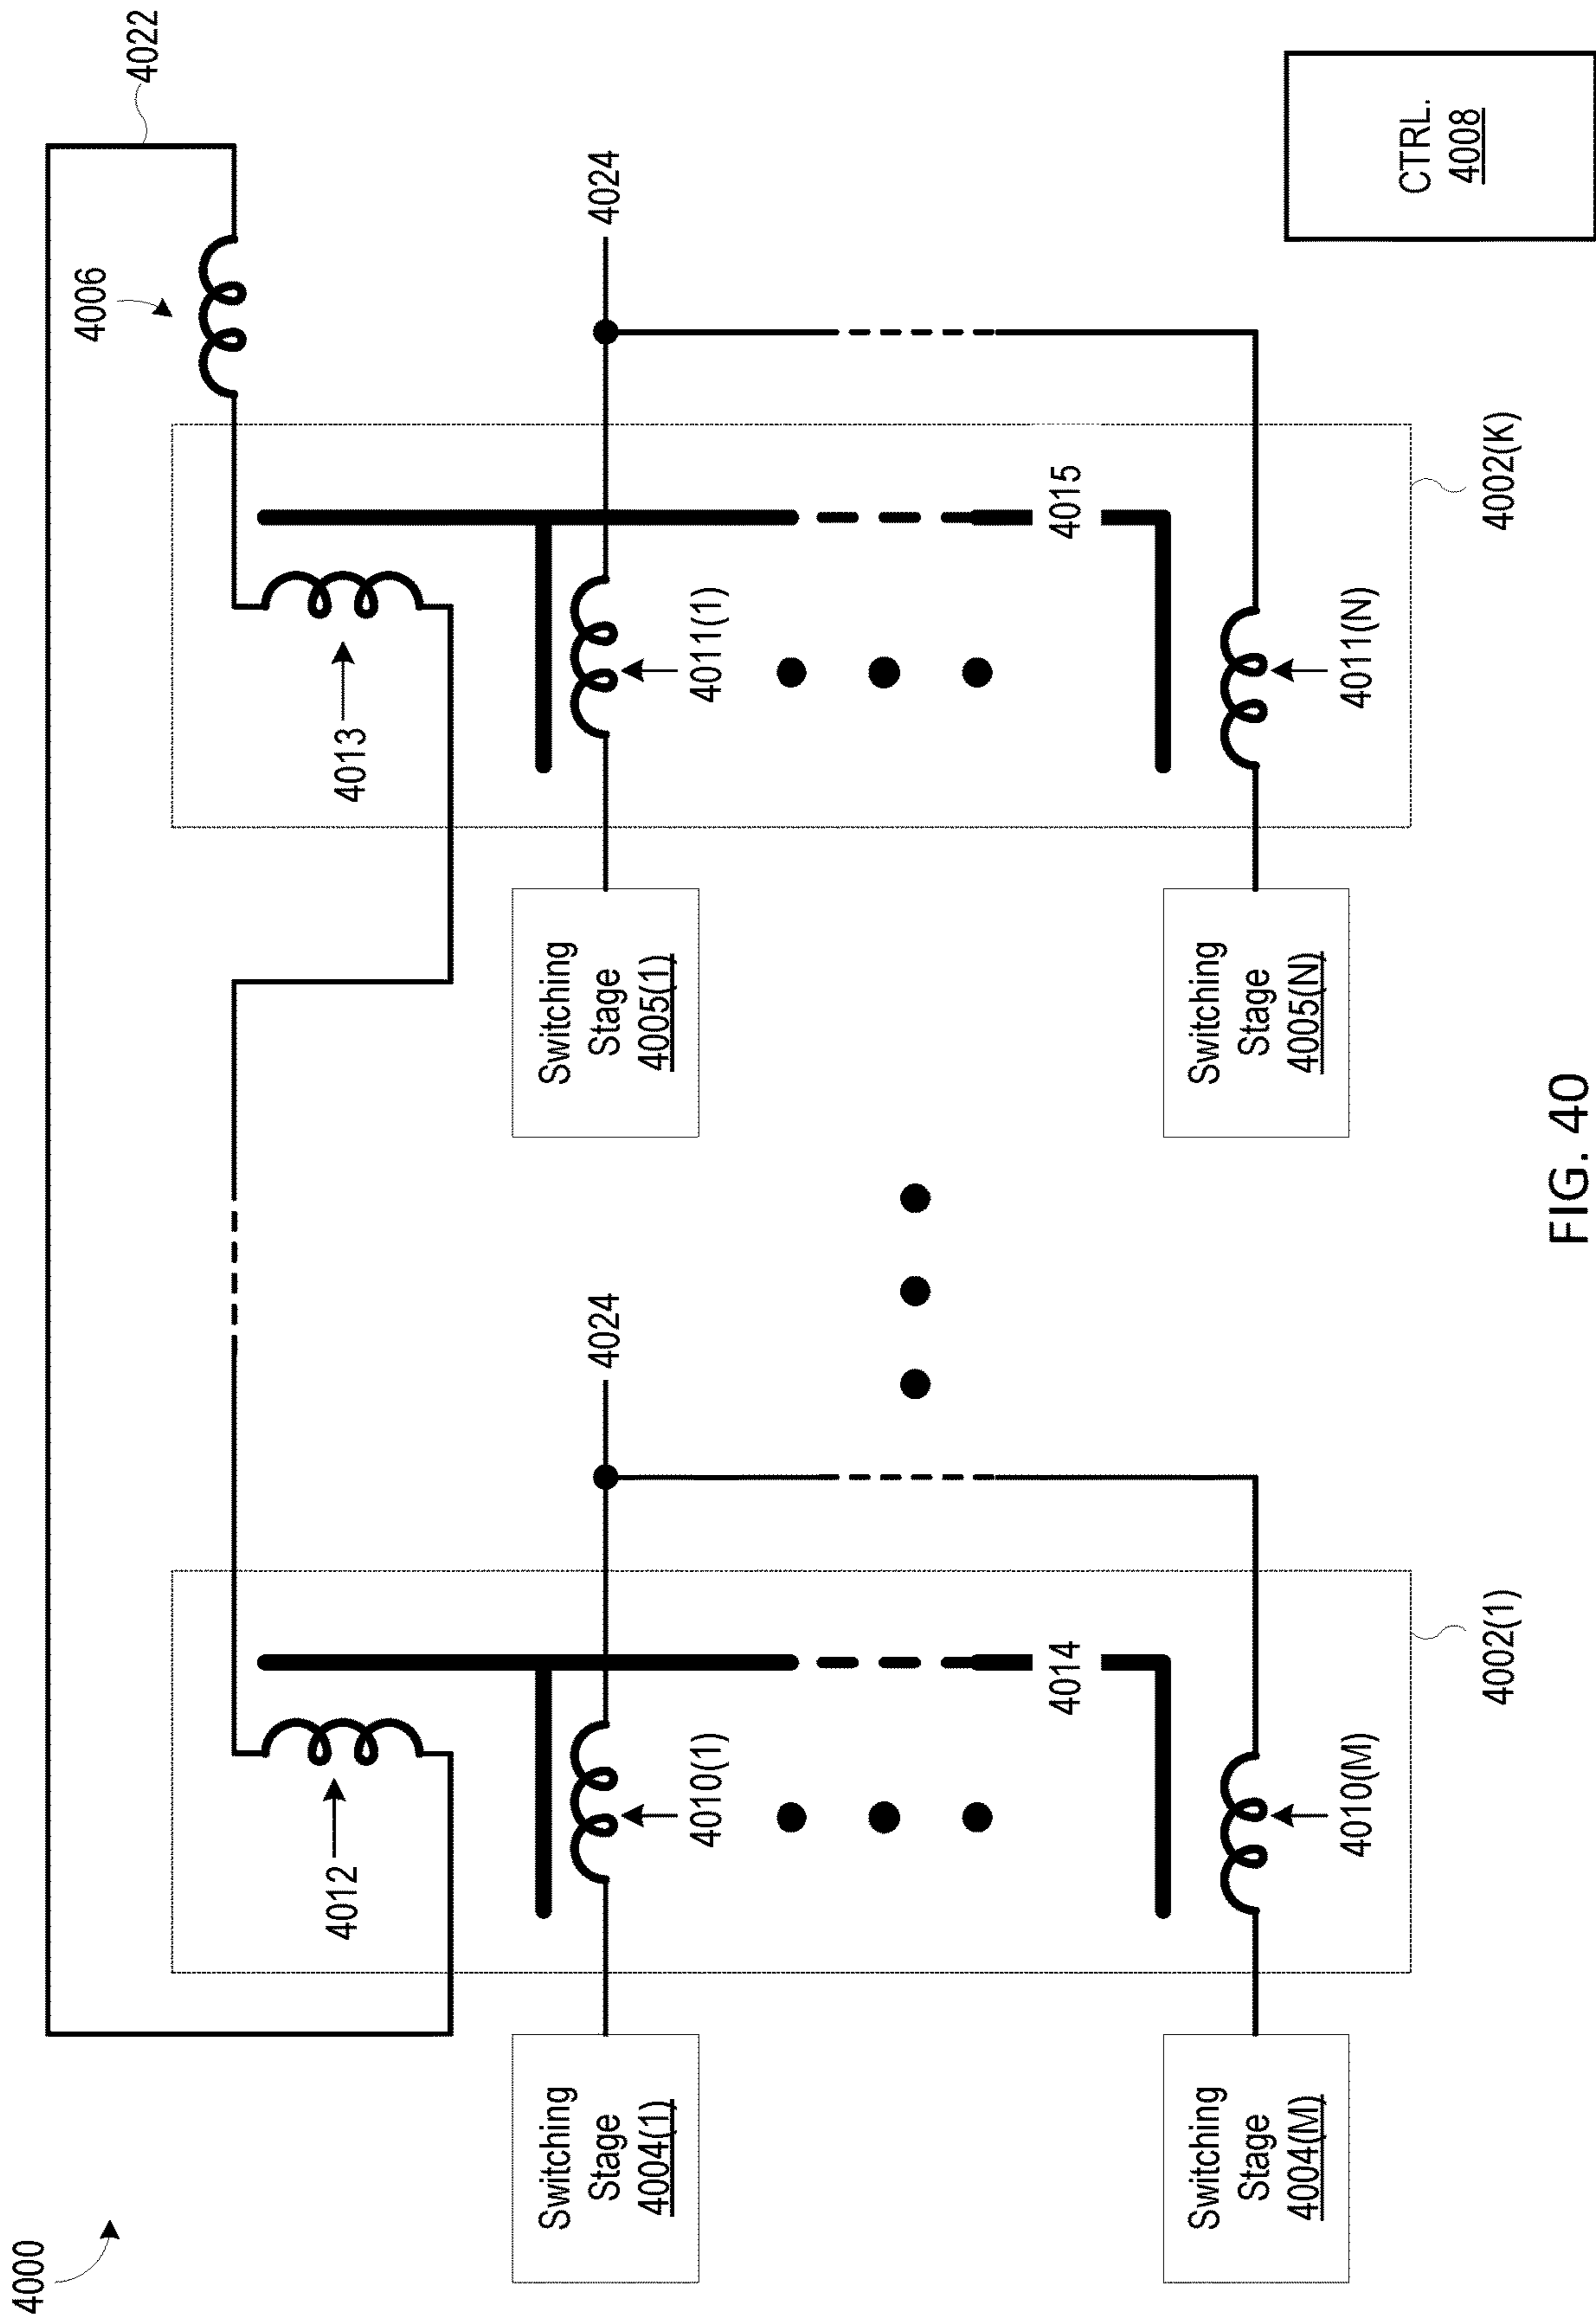 4000
4022
4006
4012
4013
4024
4024
Switching
Stage
4004(1)
4010(1)
Switching
Stage
4005(1)
4011(1)
4014
4015
Switching
Stage
4004(M)
4010(M)
Switching
Stage
4005(N)
4011(N)
4002(1)
4002(K)
CTRL.
4008
FIG. 40